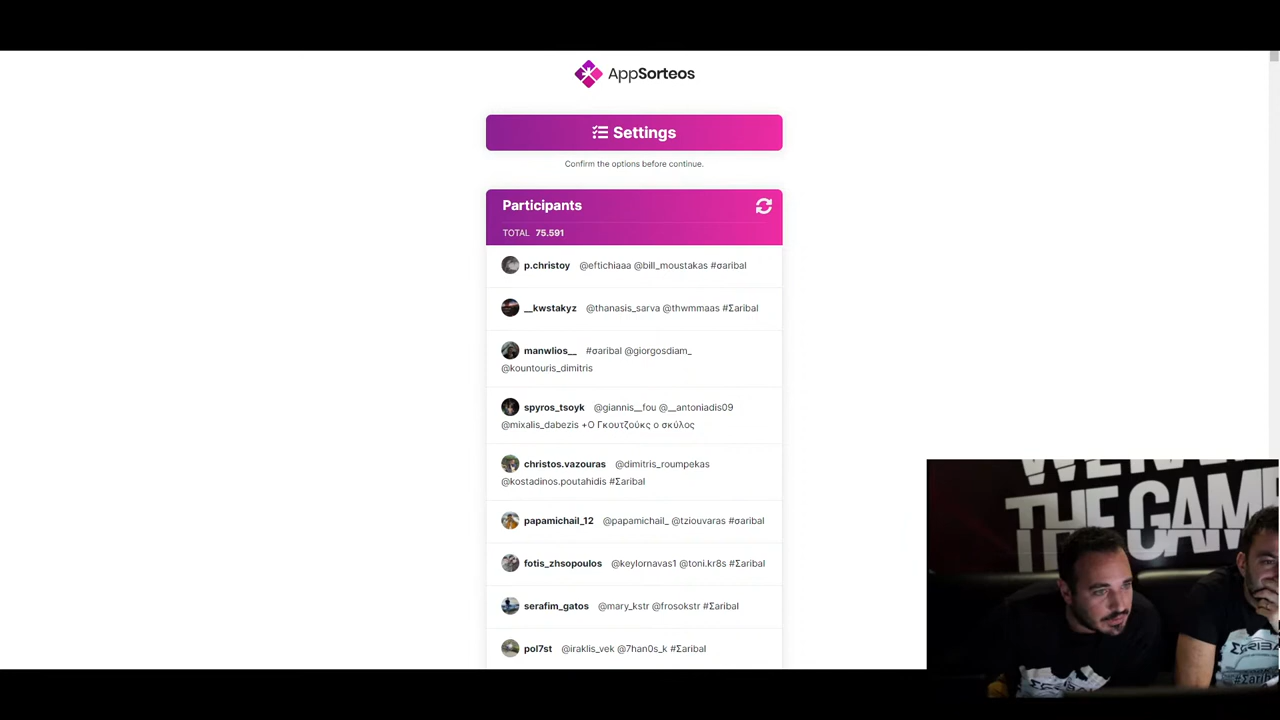 AppSorteos
Settings
Confirm the options before continue.
Participants
TOTAL 75.591
p.christoy @eftichiaaa @bill_moustakas #σaribal
__kwstakyz @thanasis_sarva @thwmmaas #Σaribal
manwlios__ #σaribal @giorgosdiam_
@kountouris_dimitris
spyros_tsoyk @giannis__fou @__antoniadis09
@mixalis_dabezis +Ο Γκουτζούκς ο σκύλος
christos.vazouras @dimitris_roumpekas
@kostadinos.poutahidis #Σaribal
papamichail_12 @papamichail_ @tziouvaras #σaribal
fotis_zhsopoulos @keylornavas1 @toni.kr8s #Σaribal
serafim_gatos @mary_kstr @frosokstr #Σaribal
pol7st @iraklis_vek @7han0s_k #Σaribal
THE GAME